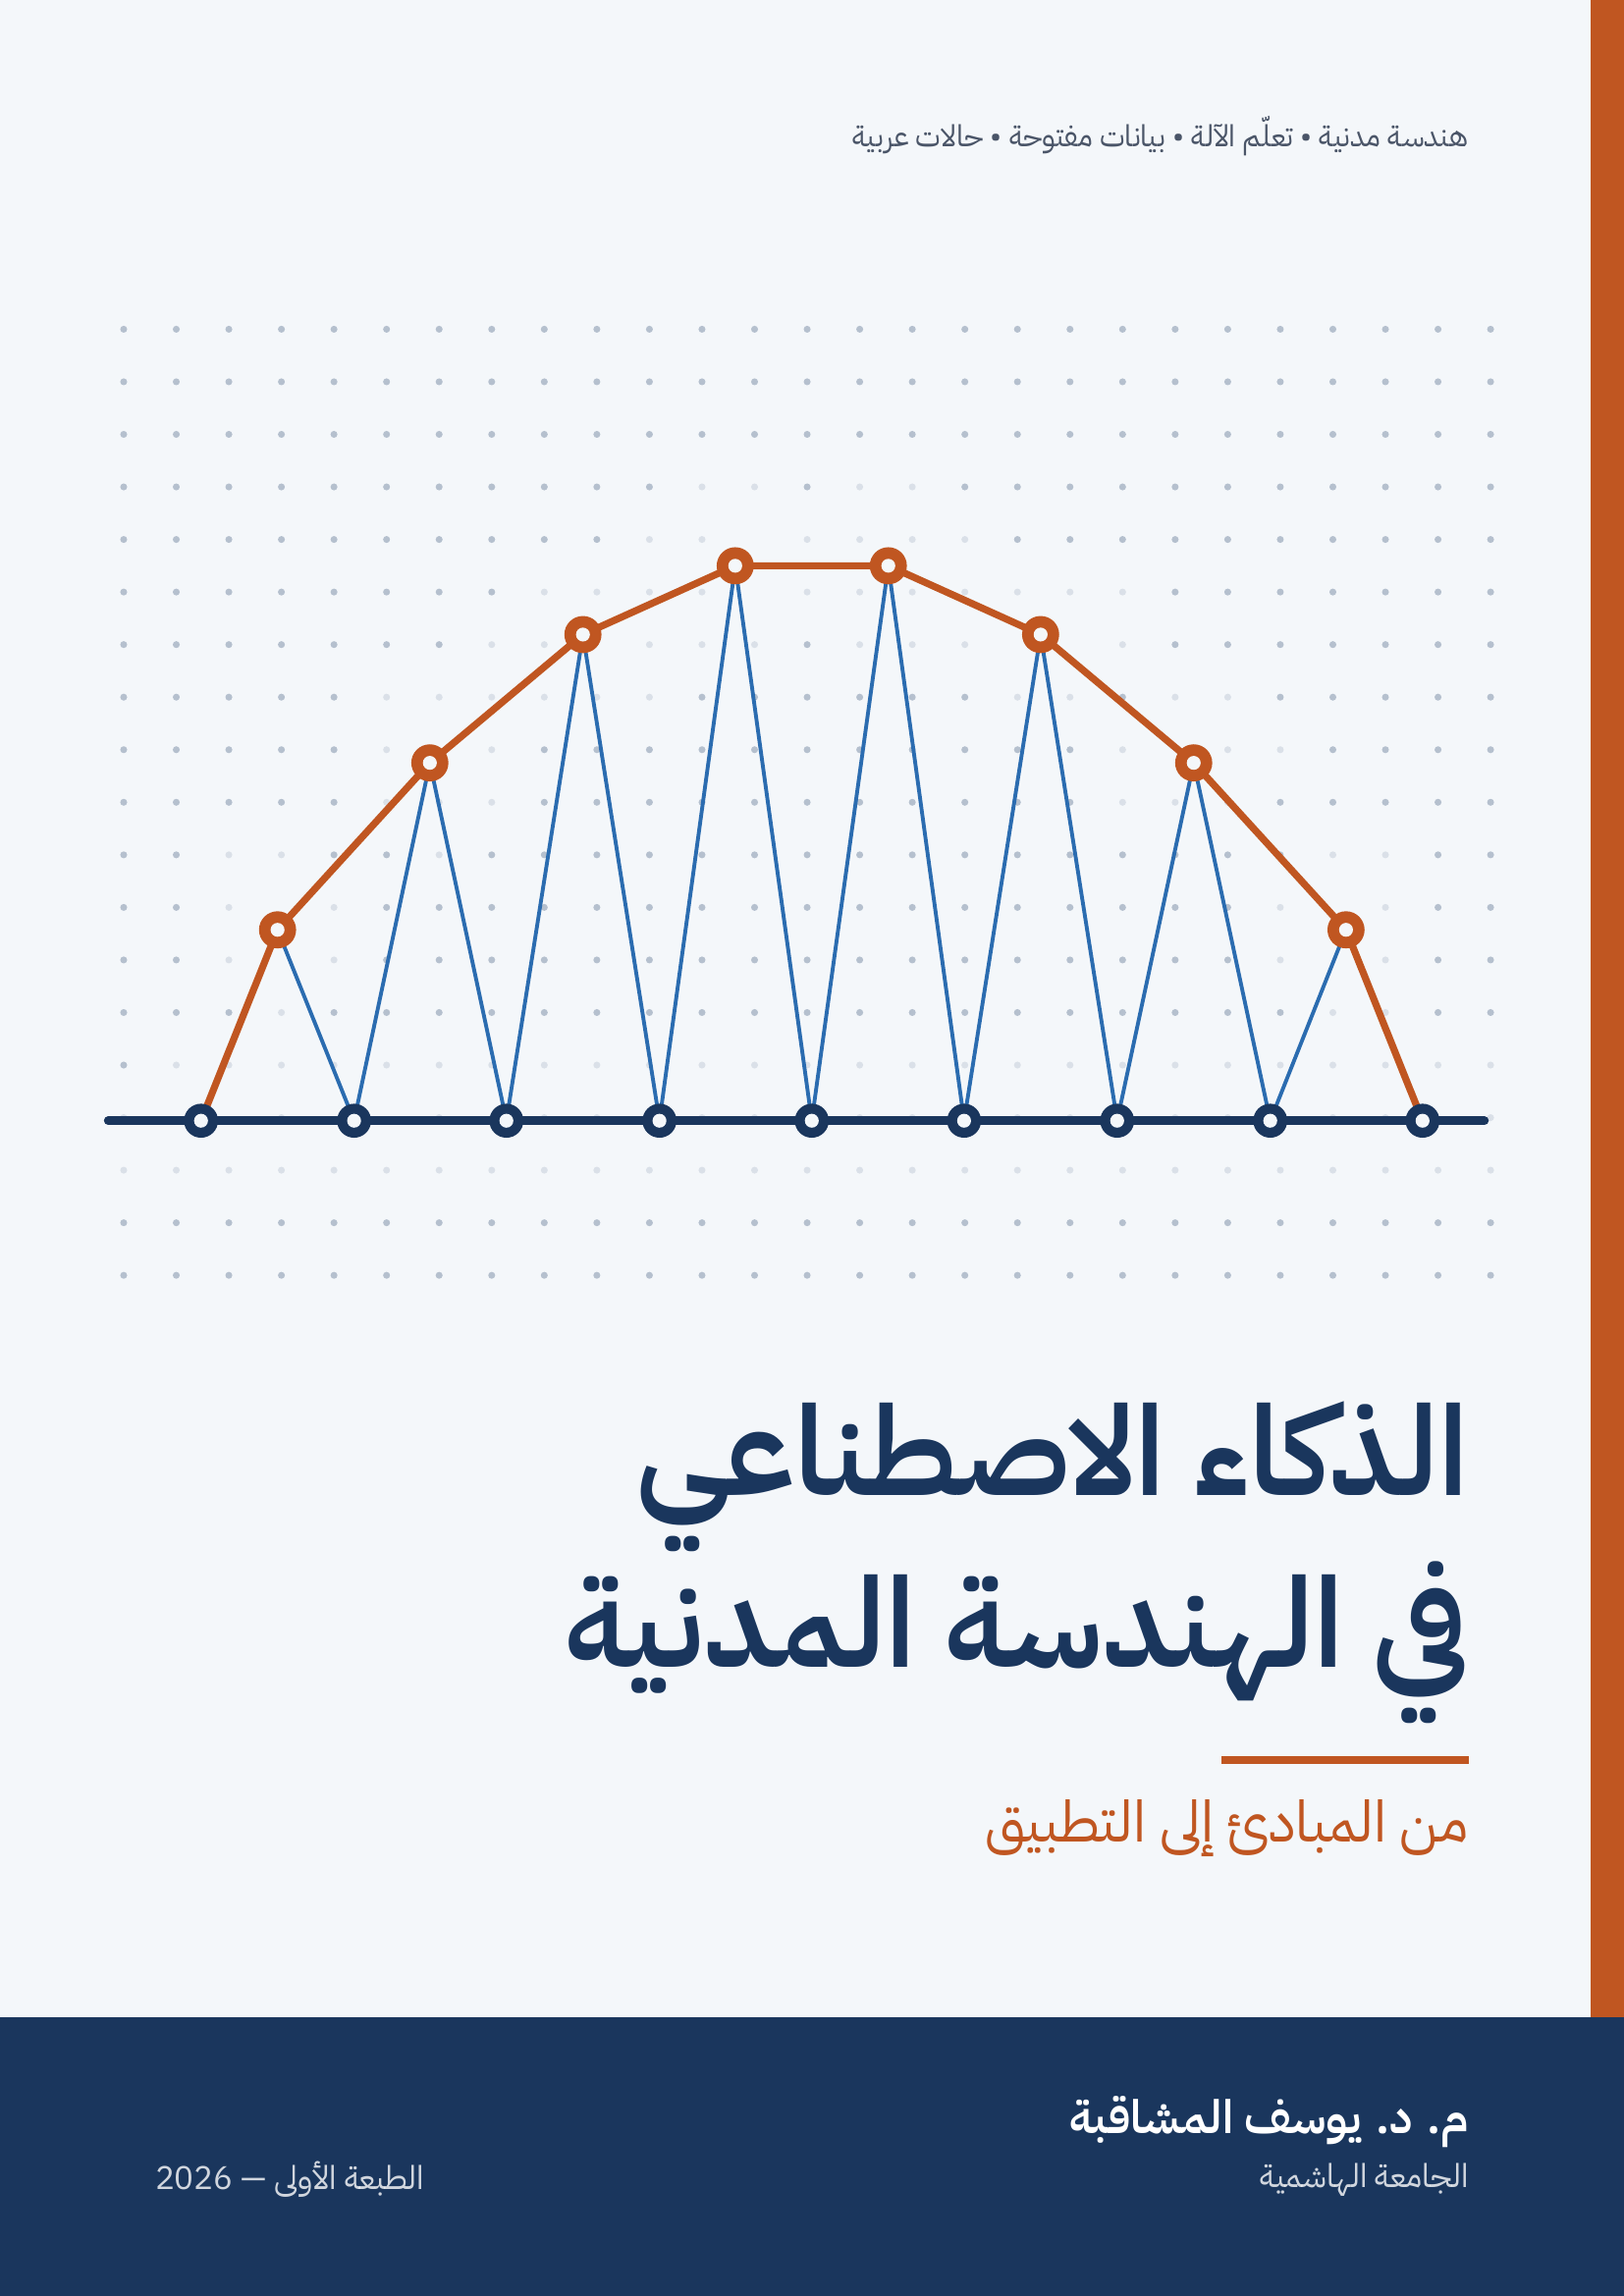 هندسة مدنية • تعلّم الآلة • بيانات مفتوحة • حالات عربية
الذكاء الاصطناعي
في الهندسة المدنية
من المبادئ إلى التطبيق
م. د. يوسف المشاقبة
الجامعة الهاشمية
الطبعة الأولى — 2026